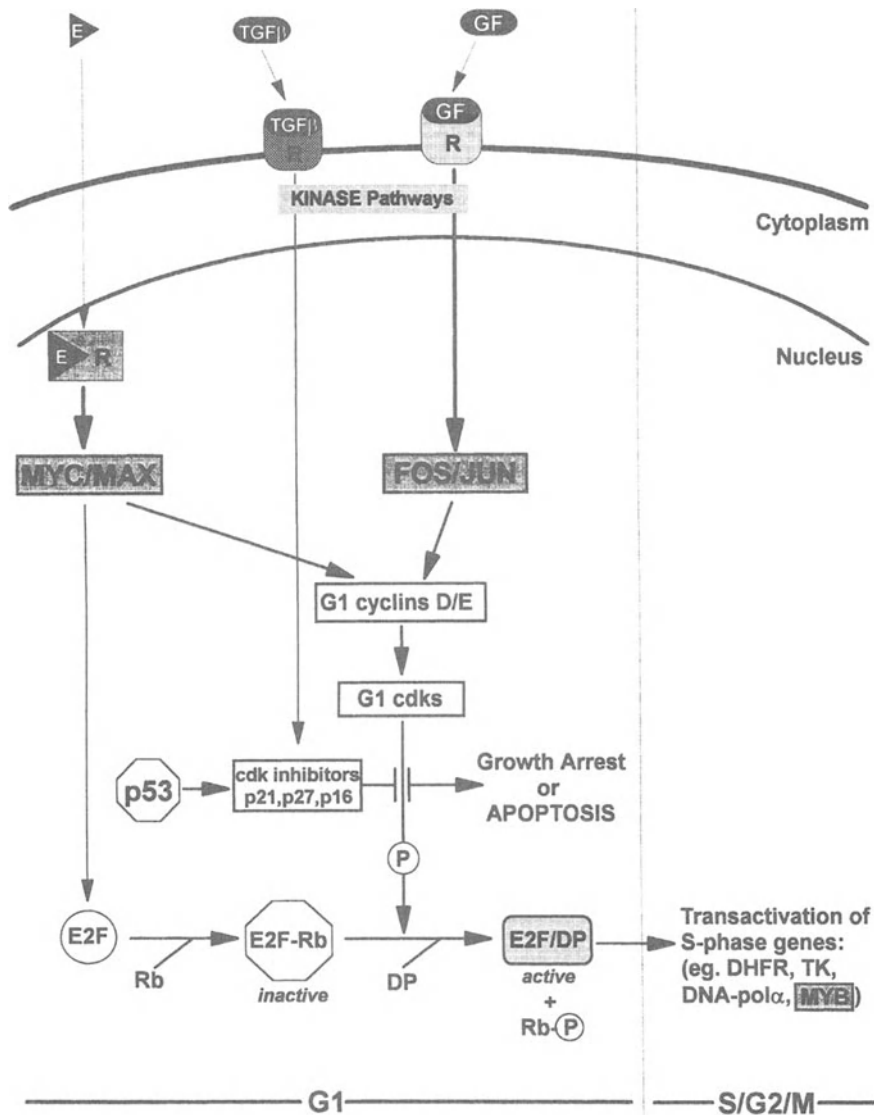 E
TGFβ
GF
TGFβ
R
GF
R
KINASE Pathways
Cytoplasm
Nucleus
E
R
MYC/MAX
FOS/JUN
G1 cyclins D/E
G1 cdks
p53
cdk inhibitors
p21,p27,p16
Growth Arrest
or
APOPTOSIS
P
E2F
Rb
E2F-Rb
inactive
DP
E2F/DP
active
+
Rb-P
Transactivation of
S-phase genes:
(eg. DHFR, TK,
DNA-polα, MYB)
G1
S/G2/M